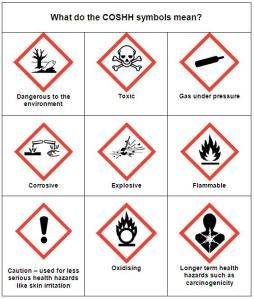 What do the COSHH symbols mean?
Dangerous to the
environment
Toxic
Gas under pressure
Corrosive
Explosive
Flammable
Caution – used for less
serious health hazards
like skin irritation
Oxidising
Longer term health
hazards such as
carcinogenicity